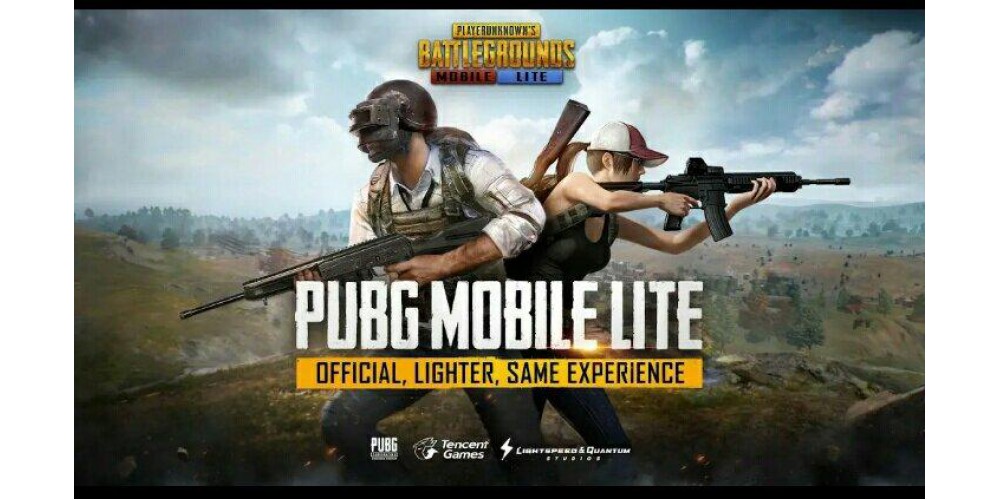 PLAYERUNKNOWN'S
BATTLEGROUNDS
MOBILE LITE
PUBG MOBILE LITE
OFFICIAL, LIGHTER, SAME EXPERIENCE
PUBG
Tencent
Games
LIGHTSPEED & QUANTUM
STUDIOS